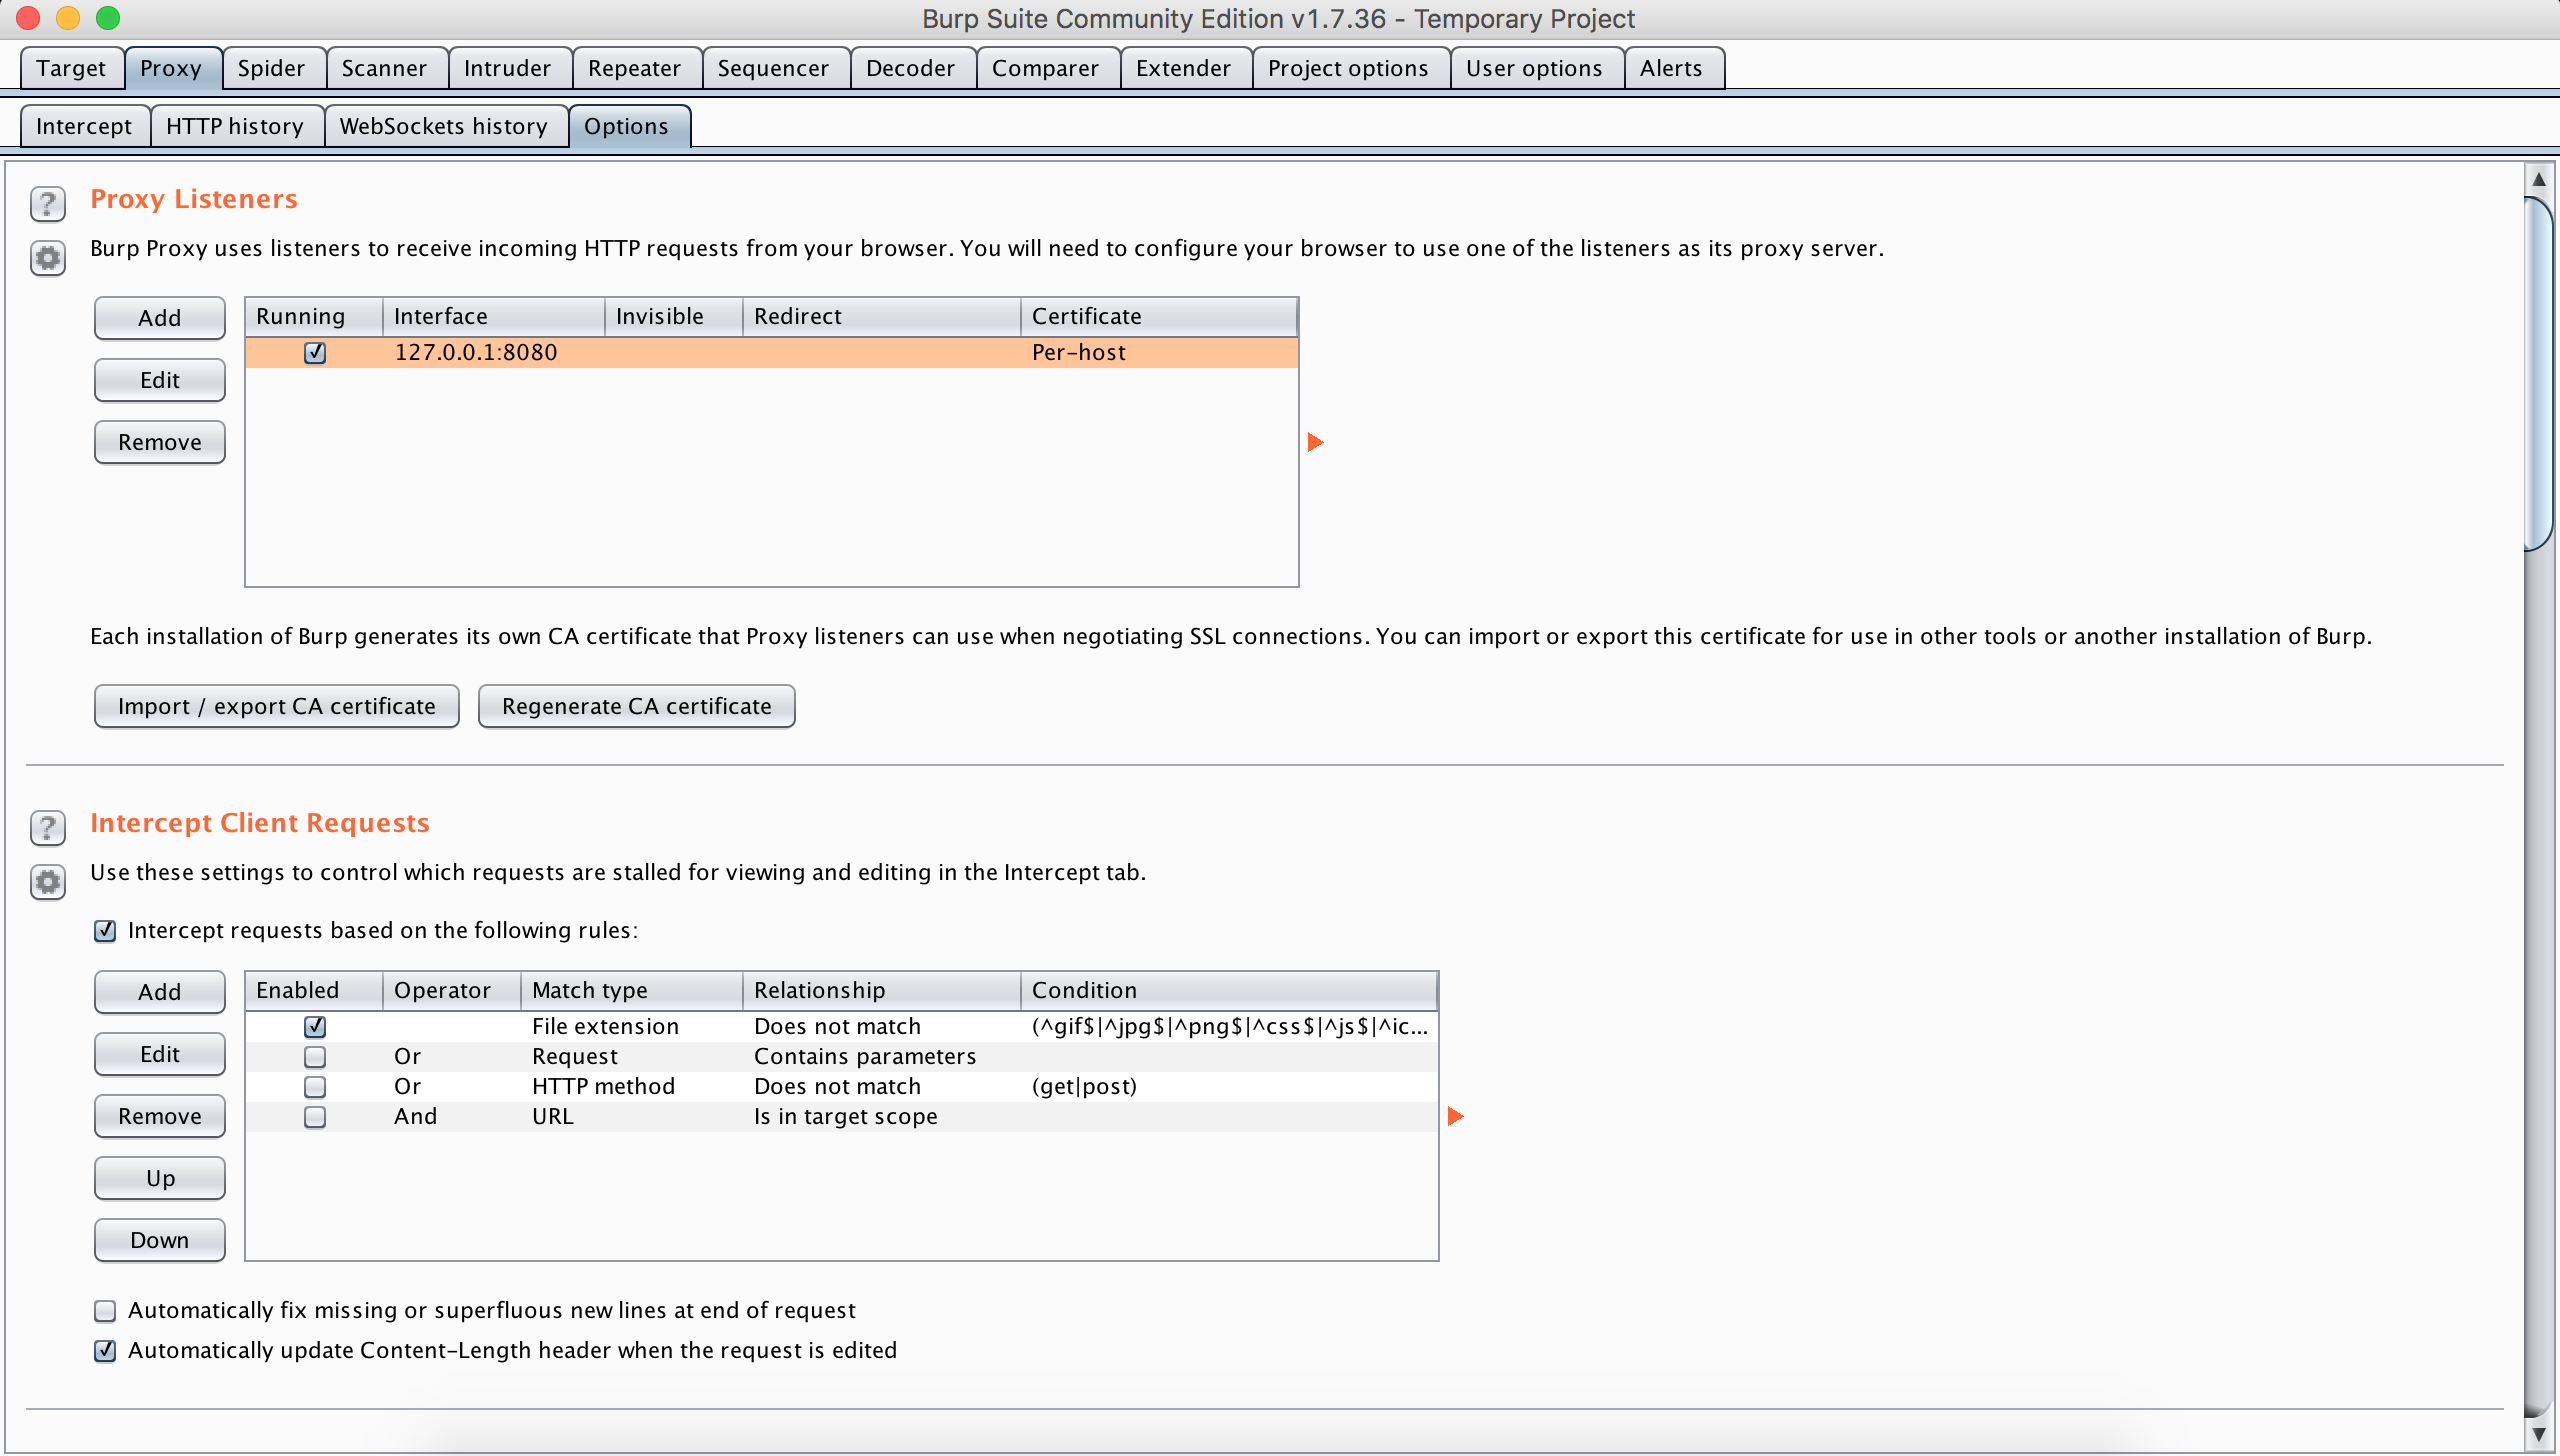 Burp Suite Community Edition v1.7.36 - Temporary Project
Target Proxy Spider Scanner Intruder Repeater Sequencer Decoder Comparer Extender Project options User options Alerts
Intercept HTTP history WebSockets history Options
? Proxy Listeners
Burp Proxy uses listeners to receive incoming HTTP requests from your browser. You will need to configure your browser to use one of the listeners as its proxy server.
Add Running Interface Invisible Redirect Certificate
127.0.0.1:8080 Per-host
Edit
Remove
Each installation of Burp generates its own CA certificate that Proxy listeners can use when negotiating SSL connections. You can import or export this certificate for use in other tools or another installation of Burp.
Import / export CA certificate Regenerate CA certificate
? Intercept Client Requests
Use these settings to control which requests are stalled for viewing and editing in the Intercept tab.
Intercept requests based on the following rules:
Add Enabled Operator Match type Relationship Condition
File extension Does not match (^gif$|^jpg$|^png$|^css$|^js$|^ic...
Edit Or Request Contains parameters
Or HTTP method Does not match (get|post)
Remove And URL Is in target scope
Up
Down
Automatically fix missing or superfluous new lines at end of request
Automatically update Content-Length header when the request is edited